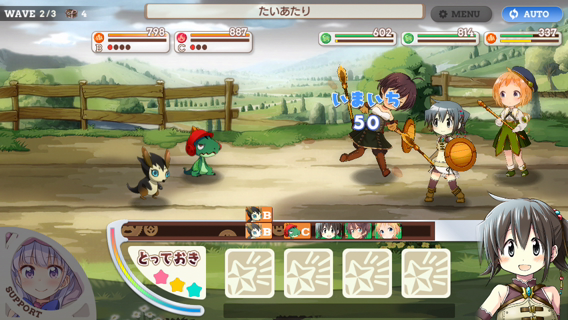 WAVE 2/3 4
たいあたり
MENU
AUTO
798
B
887
C
602
814
337
いまいち
50
B
B C
とっておき
SUPPORT